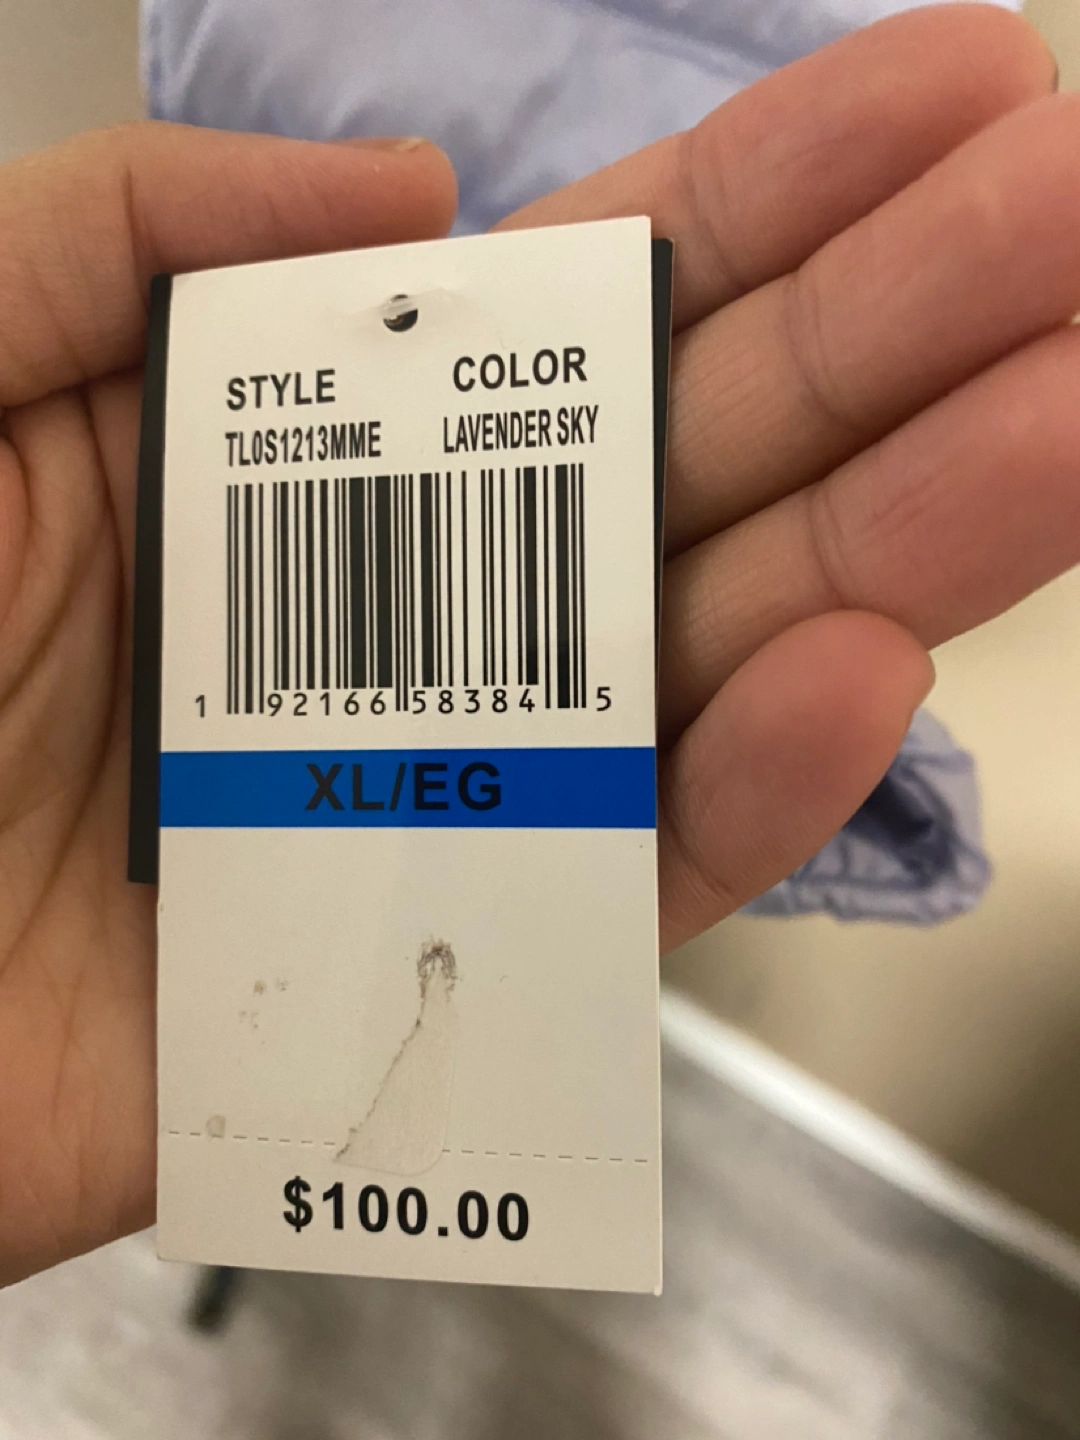 STYLE COLOR
TL0S1213MME LAVENDER SKY
1 92166 58384 5
XL/EG
$100.00